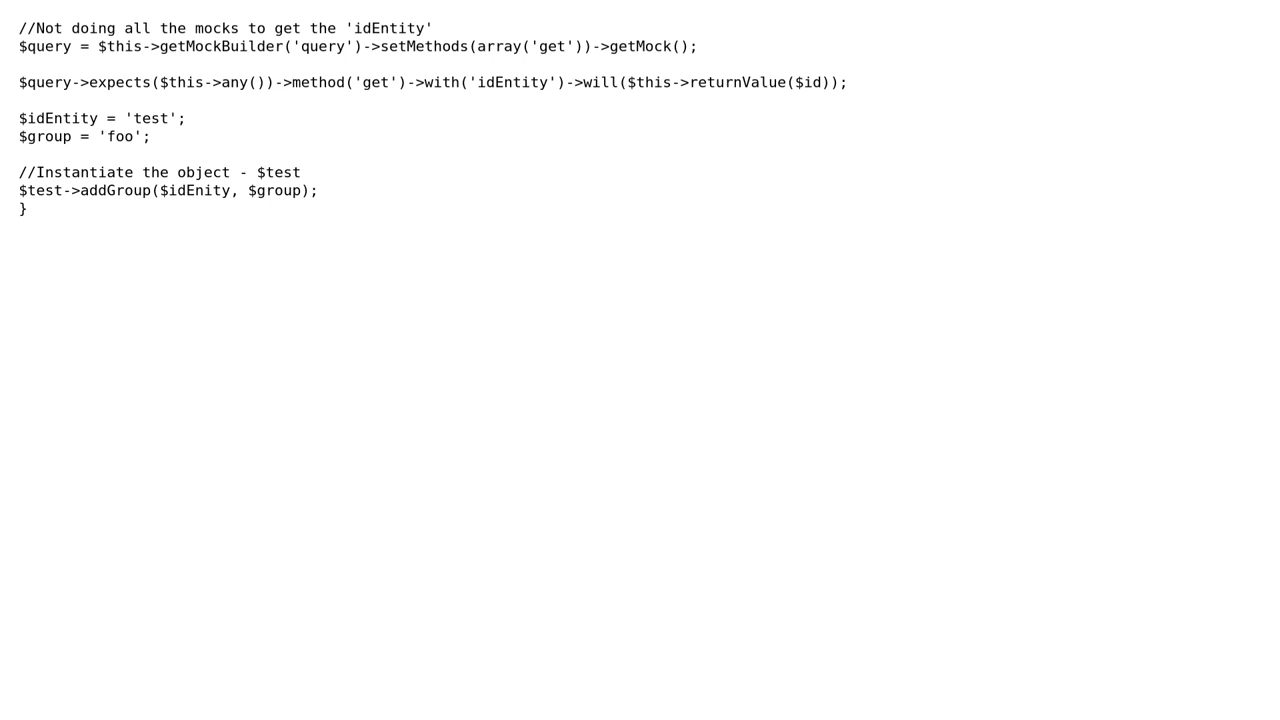 //Not doing all the mocks to get the 'idEntity'
$query = $this->getMockBuilder('query')->setMethods(array('get'))->getMock();
$query->expects($this->any())->method('get')->with('idEntity')->will($this->returnValue($id));
$idEntity = 'test';
$group = 'foo';
//Instantiate the object - $test
$test->addGroup($idEnity, $group);
}